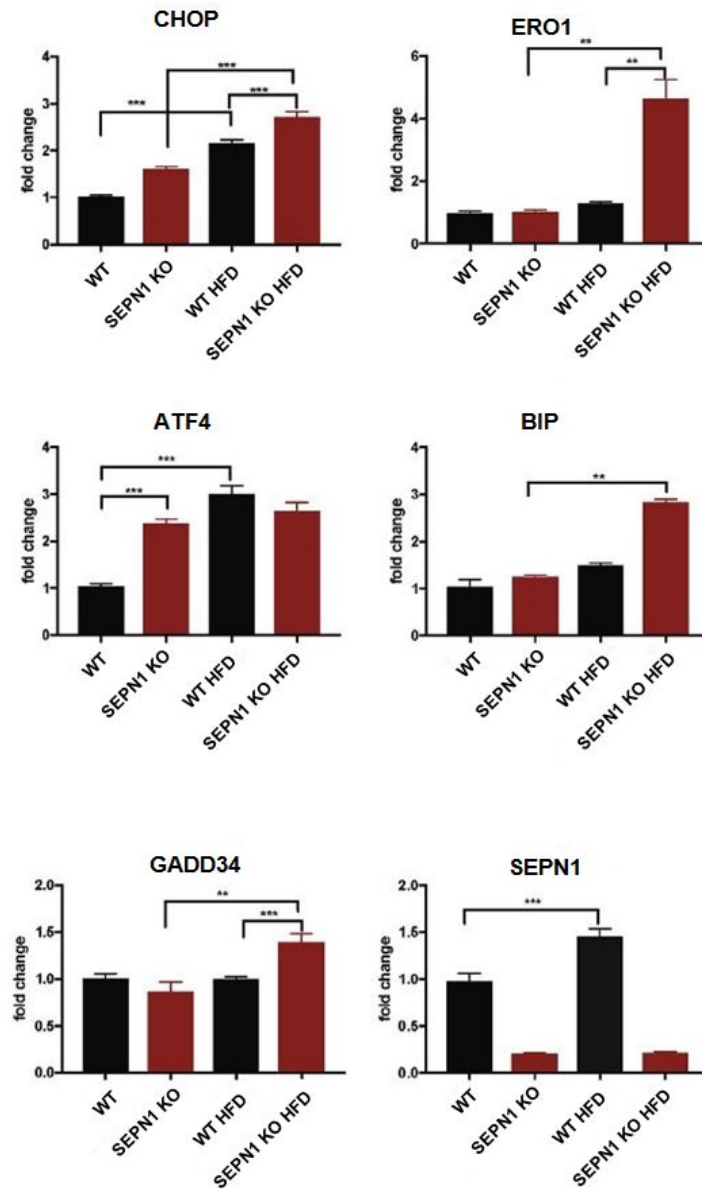 CHOP
fold change
4
3
2
1
0
***
***
***
WT
SEPN1 KO
WT HFD
SEPN1 KO HFD
ERO1
fold change
6
4
2
0
**
**
WT
SEPN1 KO
WT HFD
SEPN1 KO HFD
ATF4
fold change
4
3
2
1
0
***
***
WT
SEPN1 KO
WT HFD
SEPN1 KO HFD
BIP
fold change
4
3
2
1
0
**
WT
SEPN1 KO
WT HFD
SEPN1 KO HFD
GADD34
fold change
2.0
1.5
1.0
0.5
0.0
**
***
WT
SEPN1 KO
WT HFD
SEPN1 KO HFD
SEPN1
fold change
2.0
1.5
1.0
0.5
0.0
***
WT
SEPN1 KO
WT HFD
SEPN1 KO HFD